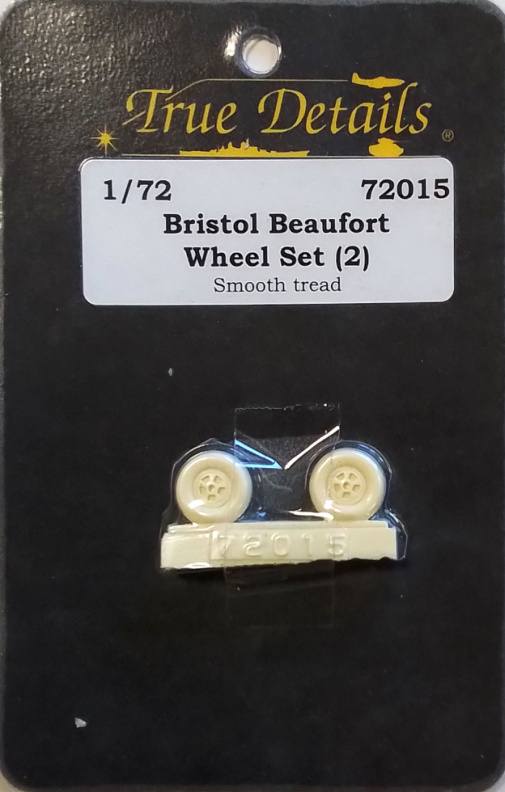 True Details ®
1/72 72015
Bristol Beaufort
Wheel Set (2)
Smooth tread
72015